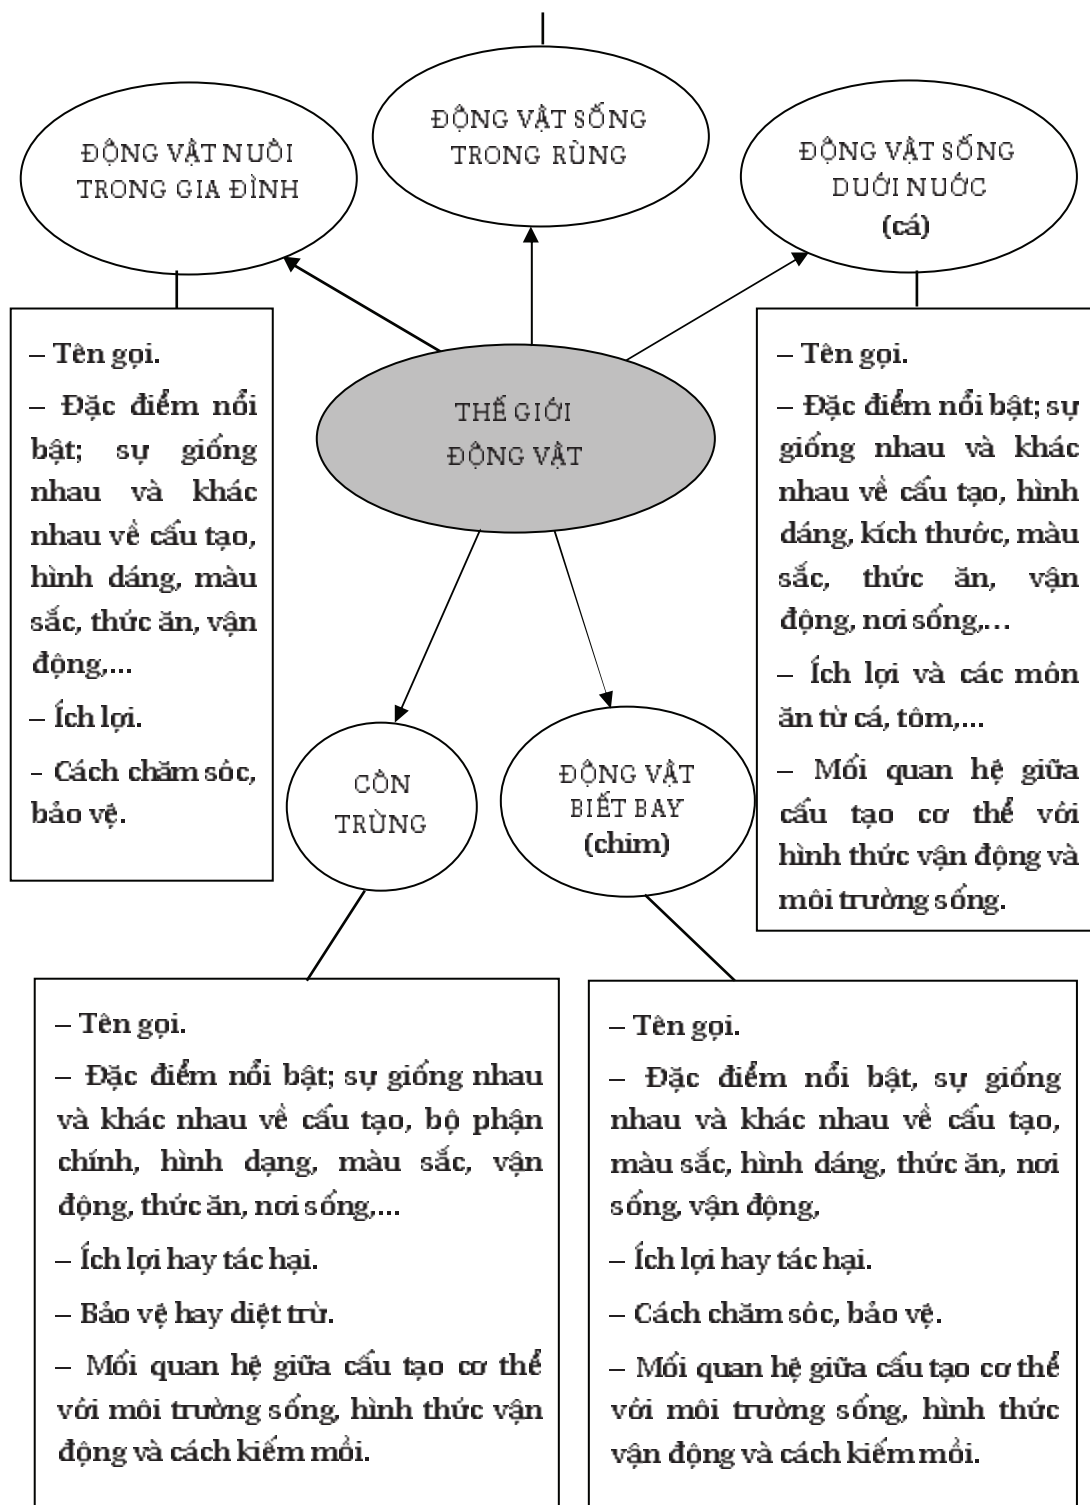 ĐỘNG VẬT SỐNG
TRONG RÙNG
ĐỘNG VẬT NUÔI
TRONG GIA ĐÌNH
ĐỘNG VẬT SỐNG
DUỚI NUỚC
(cá)
– Tên gọi.
– Đặc điểm nổi
bật; sự giống
nhau và khác
nhau về cấu tạo,
hình dáng, màu
sắc, thức ăn, vận
động,...
– Ích lợi.
– Cách chăm sóc,
bảo vệ.
THẾ GIỚI
ĐỘNG VẬT
– Tên gọi.
– Đặc điểm nổi bật; sự
giống nhau và khác
nhau về cấu tạo, hình
dáng, kích thước, màu
sắc, thức ăn, vận
động, nơi sống,...
– Ích lợi và các món
ăn từ cá, tôm,...
– Mối quan hệ giữa
cấu tạo cơ thể với
hình thức vận động và
môi trường sống.
CÔN
TRÙNG
ĐỘNG VẬT
BIẾT BAY
(chim)
– Tên gọi.
– Đặc điểm nổi bật; sự giống nhau
và khác nhau về cấu tạo, bộ phận
chính, hình dạng, màu sắc, vận
động, thức ăn, nơi sống,...
– Ích lợi hay tác hại.
– Bảo vệ hay diệt trừ.
– Mối quan hệ giữa cấu tạo cơ thể
với môi trường sống, hình thức vận
động và cách kiếm mồi.
– Tên gọi.
– Đặc điểm nổi bật, sự giống
nhau và khác nhau về cấu tạo,
màu sắc, hình dáng, thức ăn, nơi
sống, vận động,
– Ích lợi hay tác hại.
– Cách chăm sóc, bảo vệ.
– Mối quan hệ giữa cấu tạo cơ thể
với môi trường sống, hình thức
vận động và cách kiếm mồi.